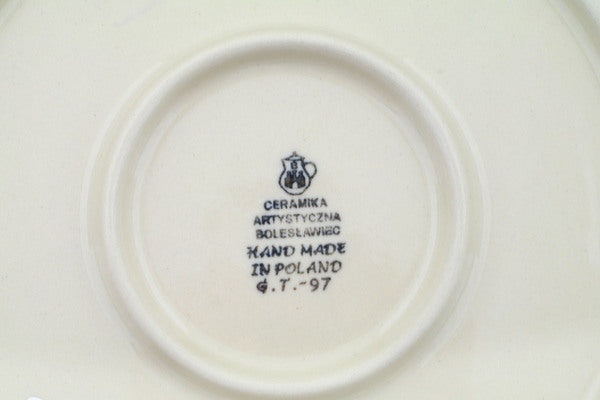 CERAMIKA
ARTYSTYCZNA
BOLESŁAWIEC
HAND MADE
IN POLAND
G.T.-97